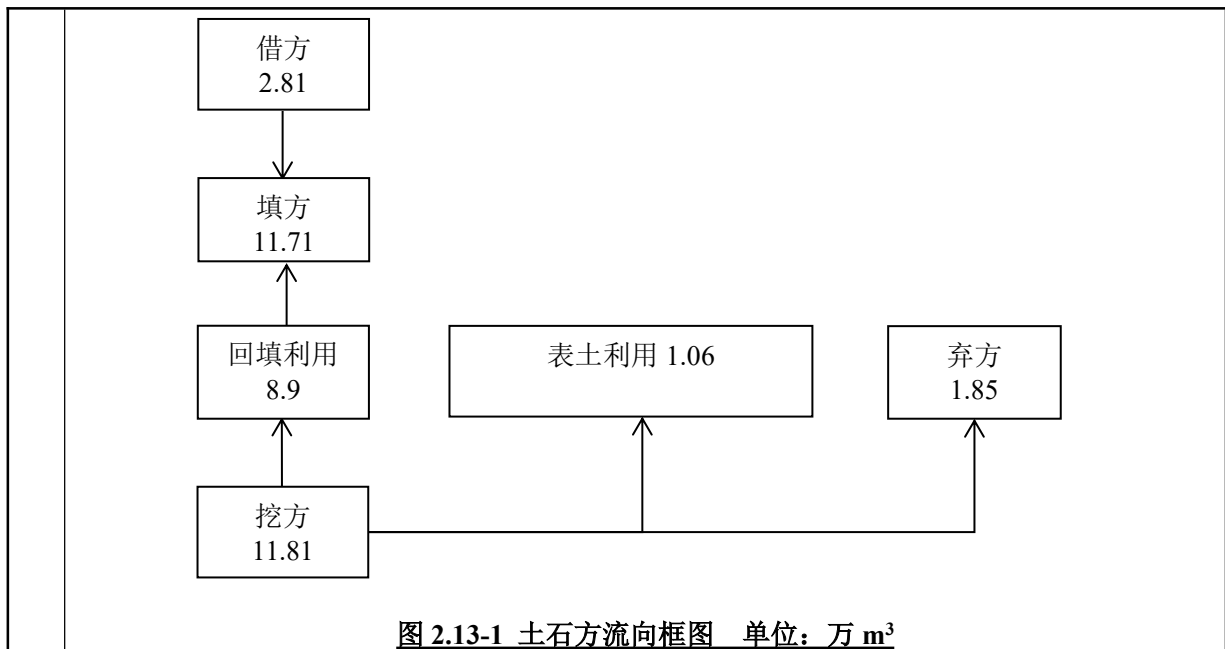 借方
2.81
填方
11.71
回填利用
8.9
表土利用 1.06
弃方
1.85
挖方
11.81
图 2.13-1 土石方流向框图 单位：万 m³